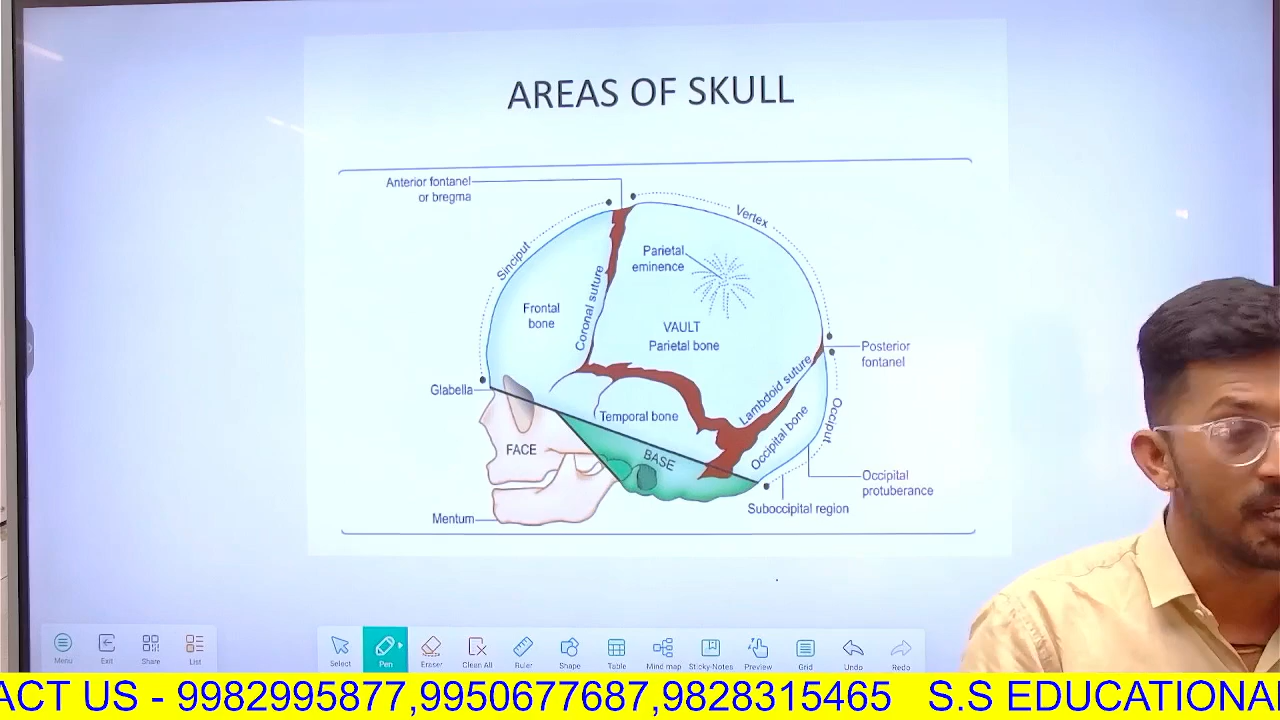 AREAS OF SKULL
Anterior fontanel
or bregma
Vertex
Sinciput
Parietal
eminence
Coronal suture
Frontal
bone
VAULT
Parietal bone
Posterior
fontanel
Glabella
Lambdoid suture
Temporal bone
Occipital bone
Occiput
FACE
BASE
Occipital
protuberance
Suboccipital region
Mentum
Menu
Exit
Share
List
Select
Pen
Eraser
Clean All
Ruler
Shape
Table
Mind map
Sticky-Notes
Preview
Grid
Undo
Redo
ACT US - 9982995877,9950677687,9828315465 S.S EDUCATIONA